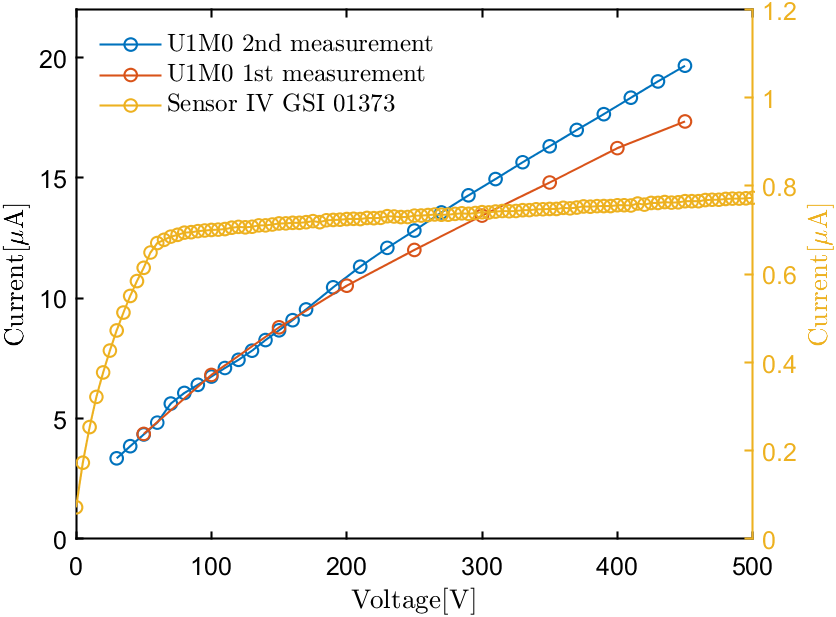 U1M0 2nd measurement
U1M0 1st measurement
Sensor IV GSI 01373
20
15
10
5
0
Current[μA]
1.2
1
0.8
0.6
0.4
0.2
0
Current[μA]
0 100 200 300 400 500
Voltage[V]